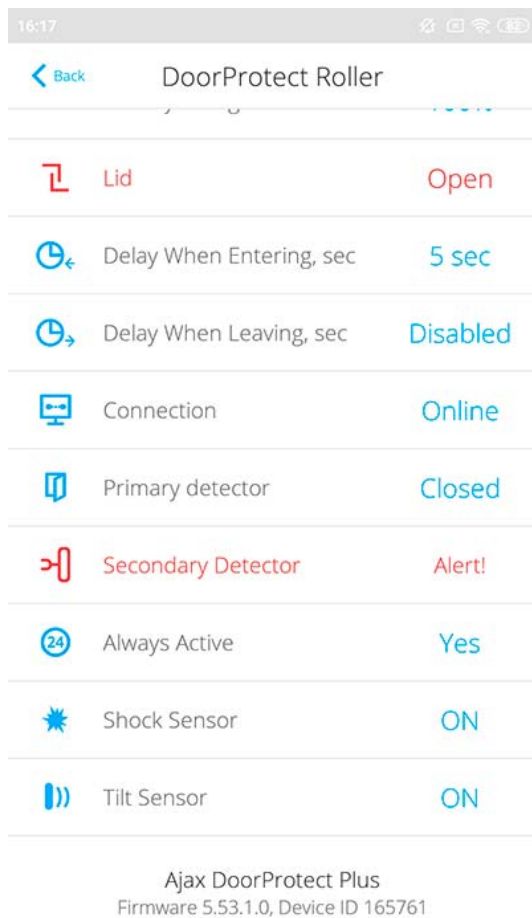 16:17
Back
DoorProtect Roller
100%
Lid Open
Delay When Entering, sec 5 sec
Delay When Leaving, sec Disabled
Connection Online
Primary detector Closed
Secondary Detector Alert!
24 Always Active Yes
Shock Sensor ON
Tilt Sensor ON
Ajax DoorProtect Plus
Firmware 5.53.1.0, Device ID 165761